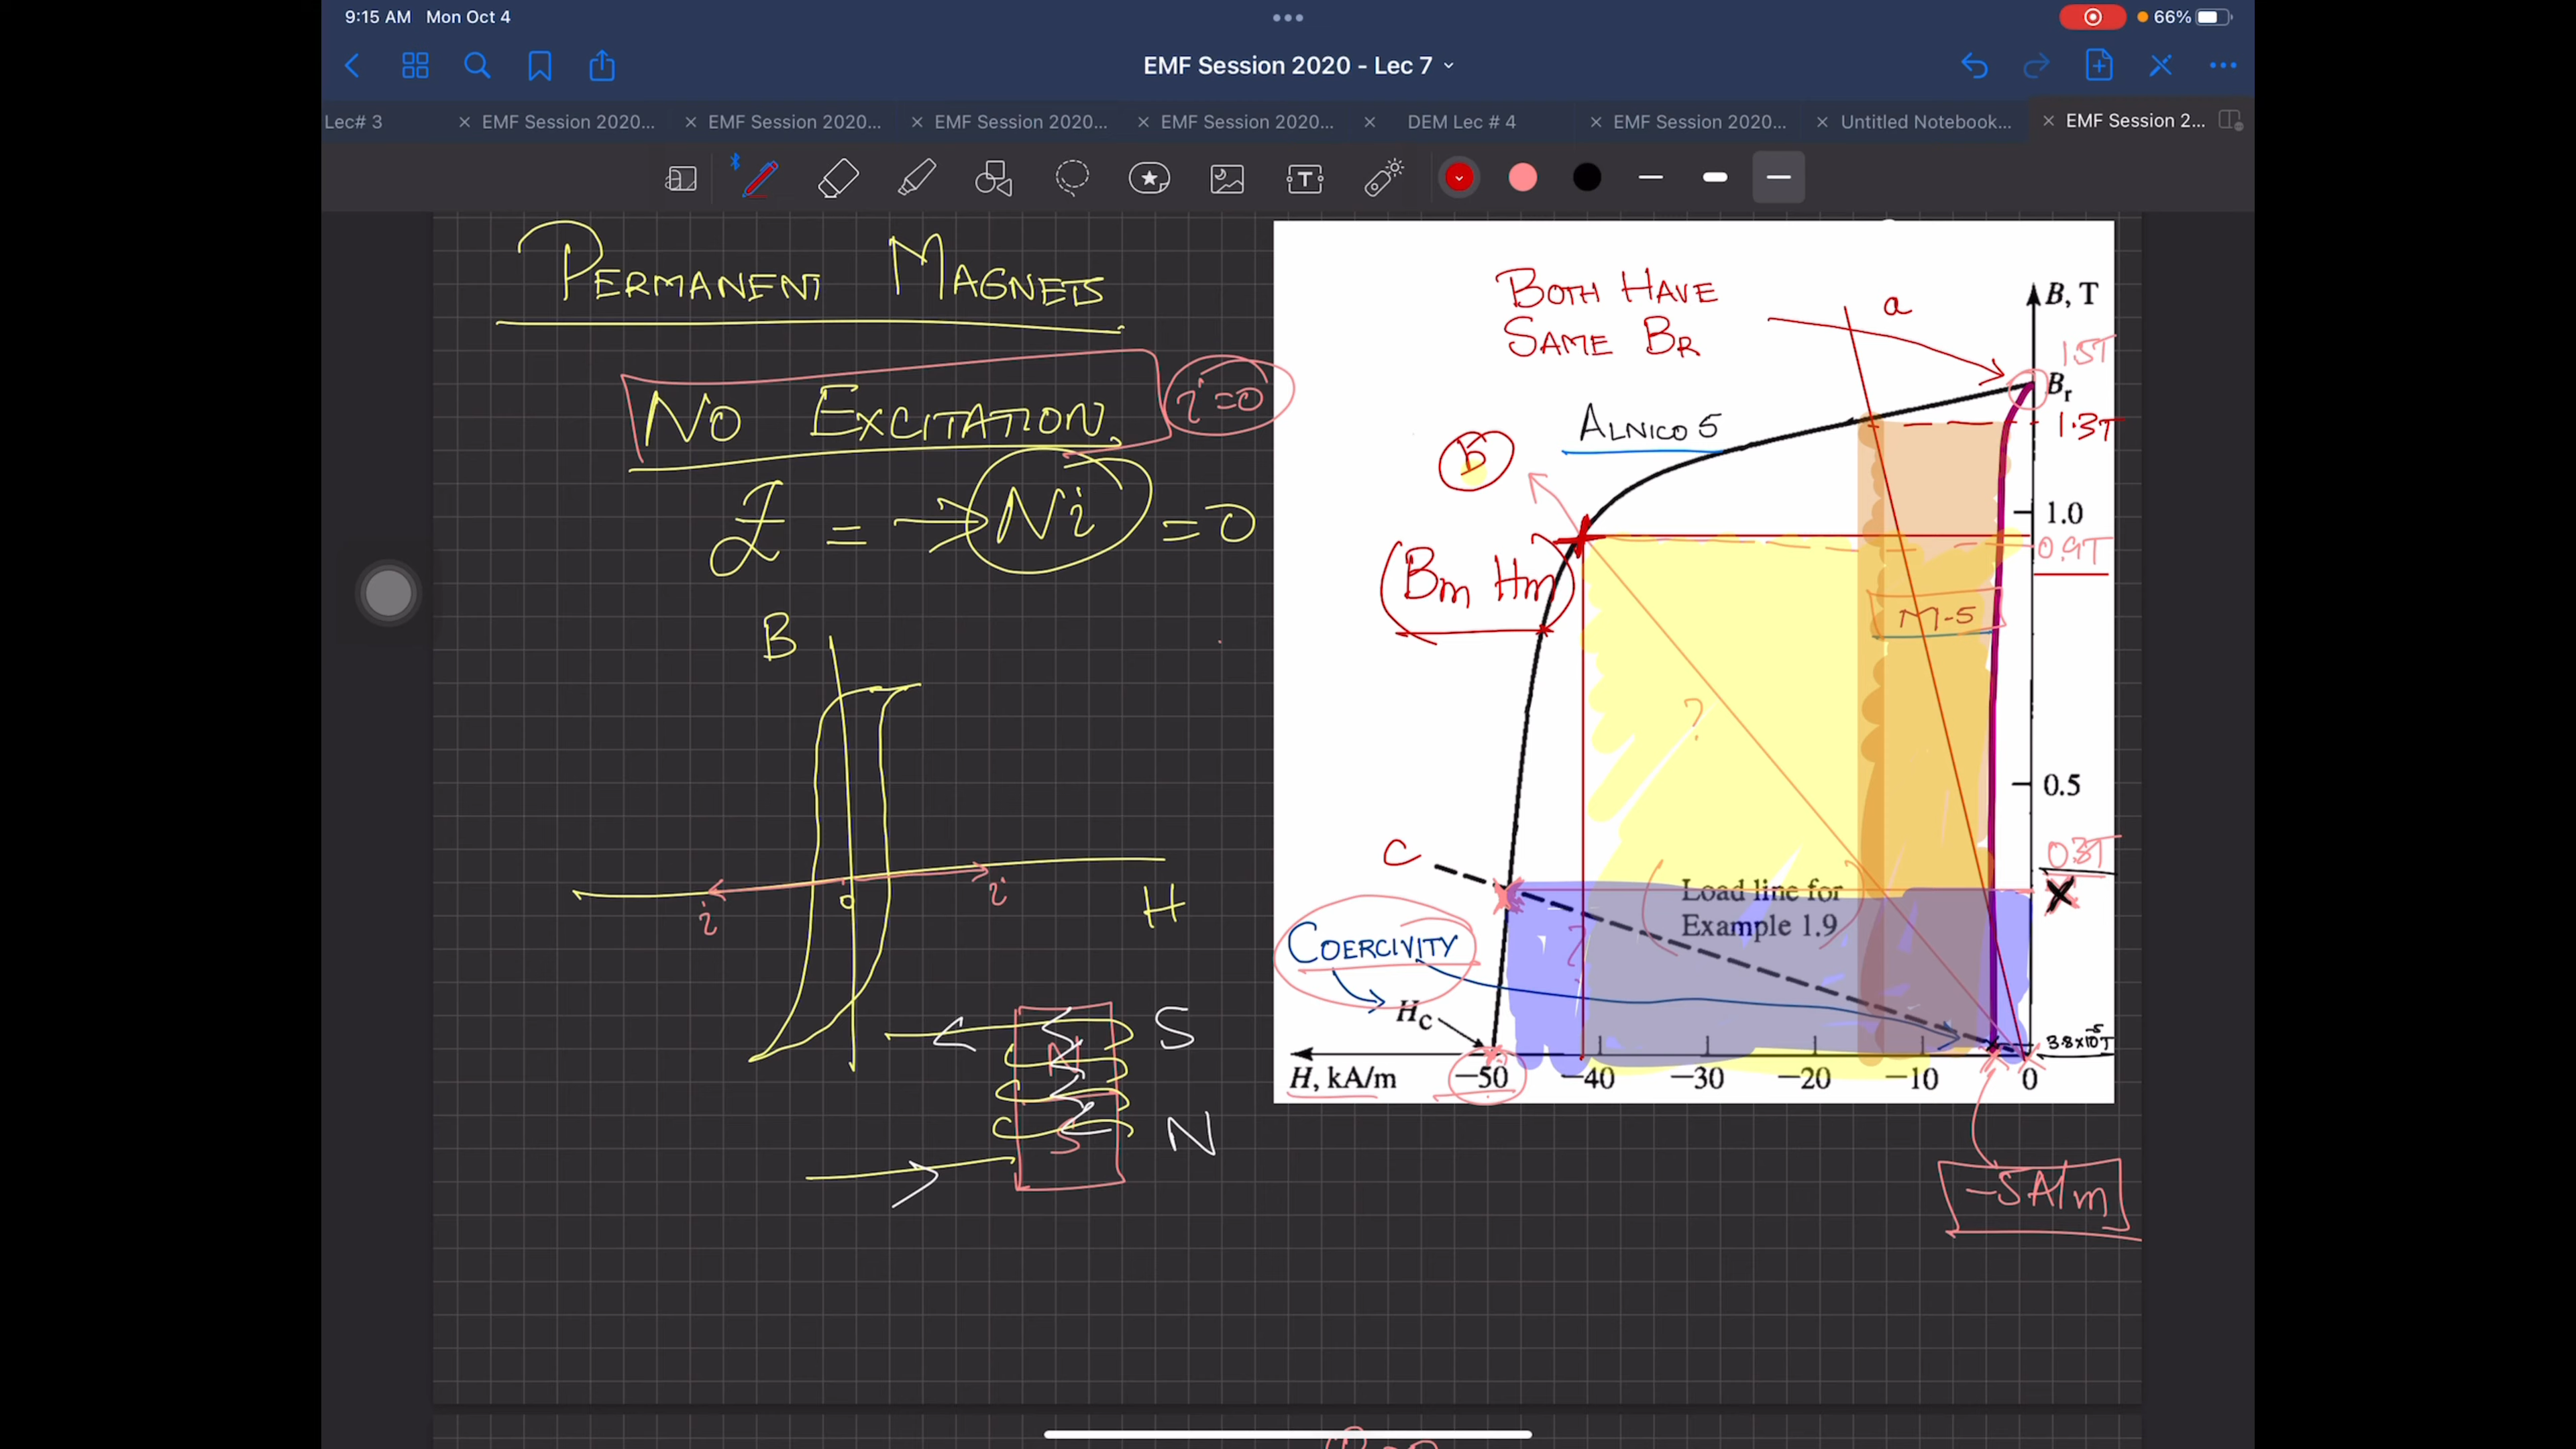 9:15 AM Mon Oct 4
66%
EMF Session 2020 - Lec 7
Lec# 3
EMF Session 2020...
EMF Session 2020...
EMF Session 2020...
EMF Session 2020...
DEM Lec # 4
EMF Session 2020...
Untitled Notebook...
EMF Session 2...
PERMANENT MAGNETS
NO EXCITATION.
i=0
= Ni =0
B
H
i
i
0
S
N
N
S
BOTH HAVE
SAME BR
a
B, T
1.5T
Br
1.3T
ALNICO 5
b
1.0
0.9T
(Bm Hm)
M-5
?
0.5
0.3T
C
Load line for
Example 1.9
?
COERCIVITY
Hc
H, kA/m
−50
−40
−30
−20
−10
0
-5A/m